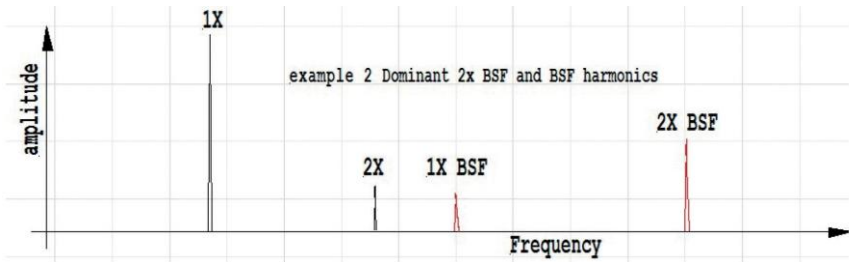 1X
example 2 Dominant 2x BSF and BSF harmonics
amplitude
2X BSF
2X
1X BSF
Frequency